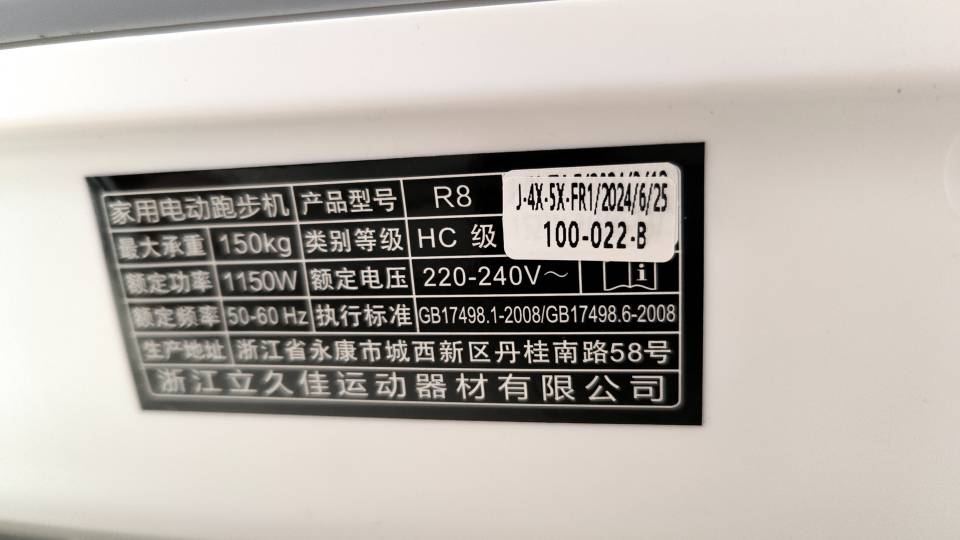 家用电动跑步机 产品型号 R8
J-4X-5X-FR1/2024/6/25
100-022-B
最大承重 150kg 类别等级 HC 级
额定功率 1150W 额定电压 220-240V～
额定频率 50-60 Hz 执行标准 GB17498.1-2008/GB17498.6-2008
生产地址 浙江省永康市城西新区丹桂南路58号
浙江立久佳运动器材有限公司